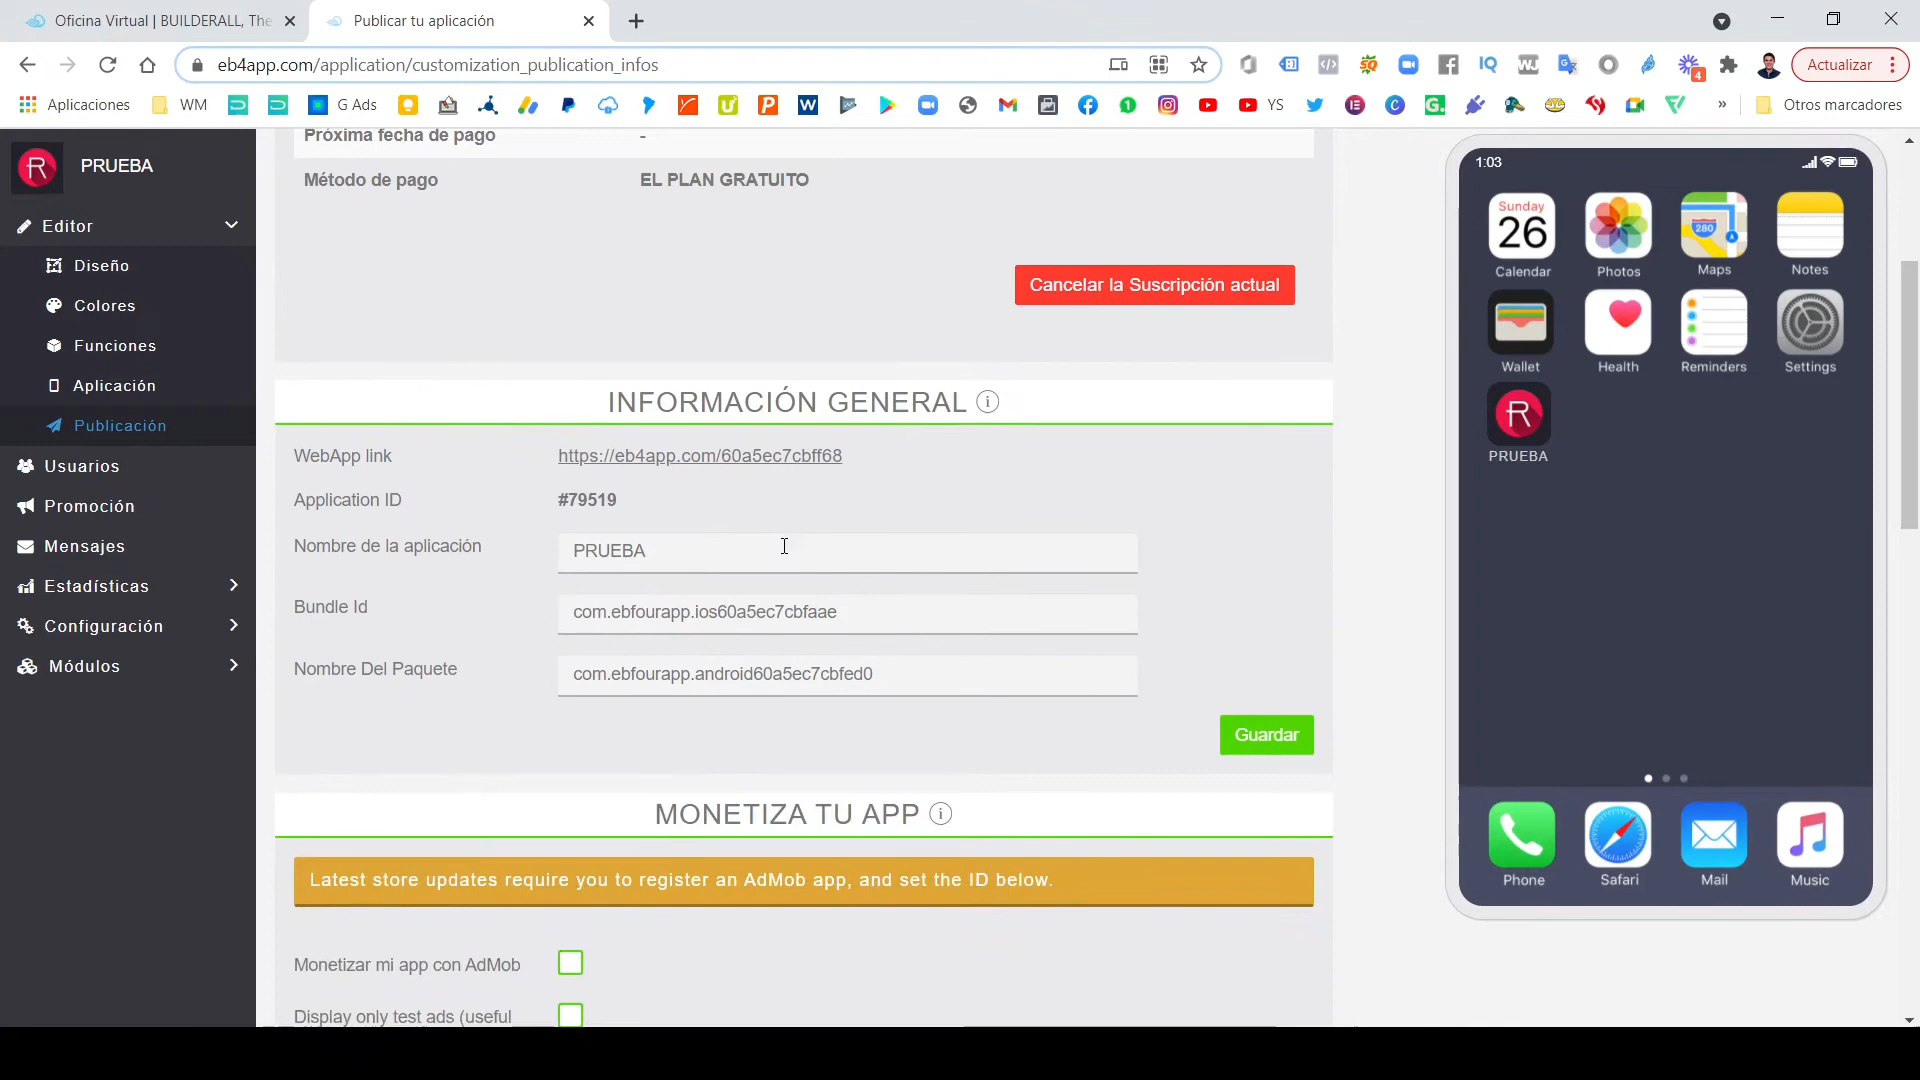 Oficina Virtual | BUILDERALL, The
Publicar tu aplicación
eb4app.com/application/customization_publication_infos
Actualizar
Aplicaciones
WM
G Ads
YS
Otros marcadores
PRUEBA
Editor
Diseño
Colores
Funciones
Aplicación
Publicación
Usuarios
Promoción
Mensajes
Estadísticas
Configuración
Módulos
Próxima fecha de pago -
Método de pago EL PLAN GRATUITO
Cancelar la Suscripción actual
INFORMACIÓN GENERAL
WebApp link https://eb4app.com/60a5ec7cbff68
Application ID #79519
Nombre de la aplicación PRUEBA
Bundle Id com.ebfourapp.ios60a5ec7cbfaae
Nombre Del Paquete com.ebfourapp.android60a5ec7cbfed0
Guardar
MONETIZA TU APP
Latest store updates require you to register an AdMob app, and set the ID below.
Monetizar mi app con AdMob
Display only test ads (useful
1:03
Sunday
26
280
Calendar Photos Maps Notes
Wallet Health Reminders Settings
PRUEBA
Phone Safari Mail Music